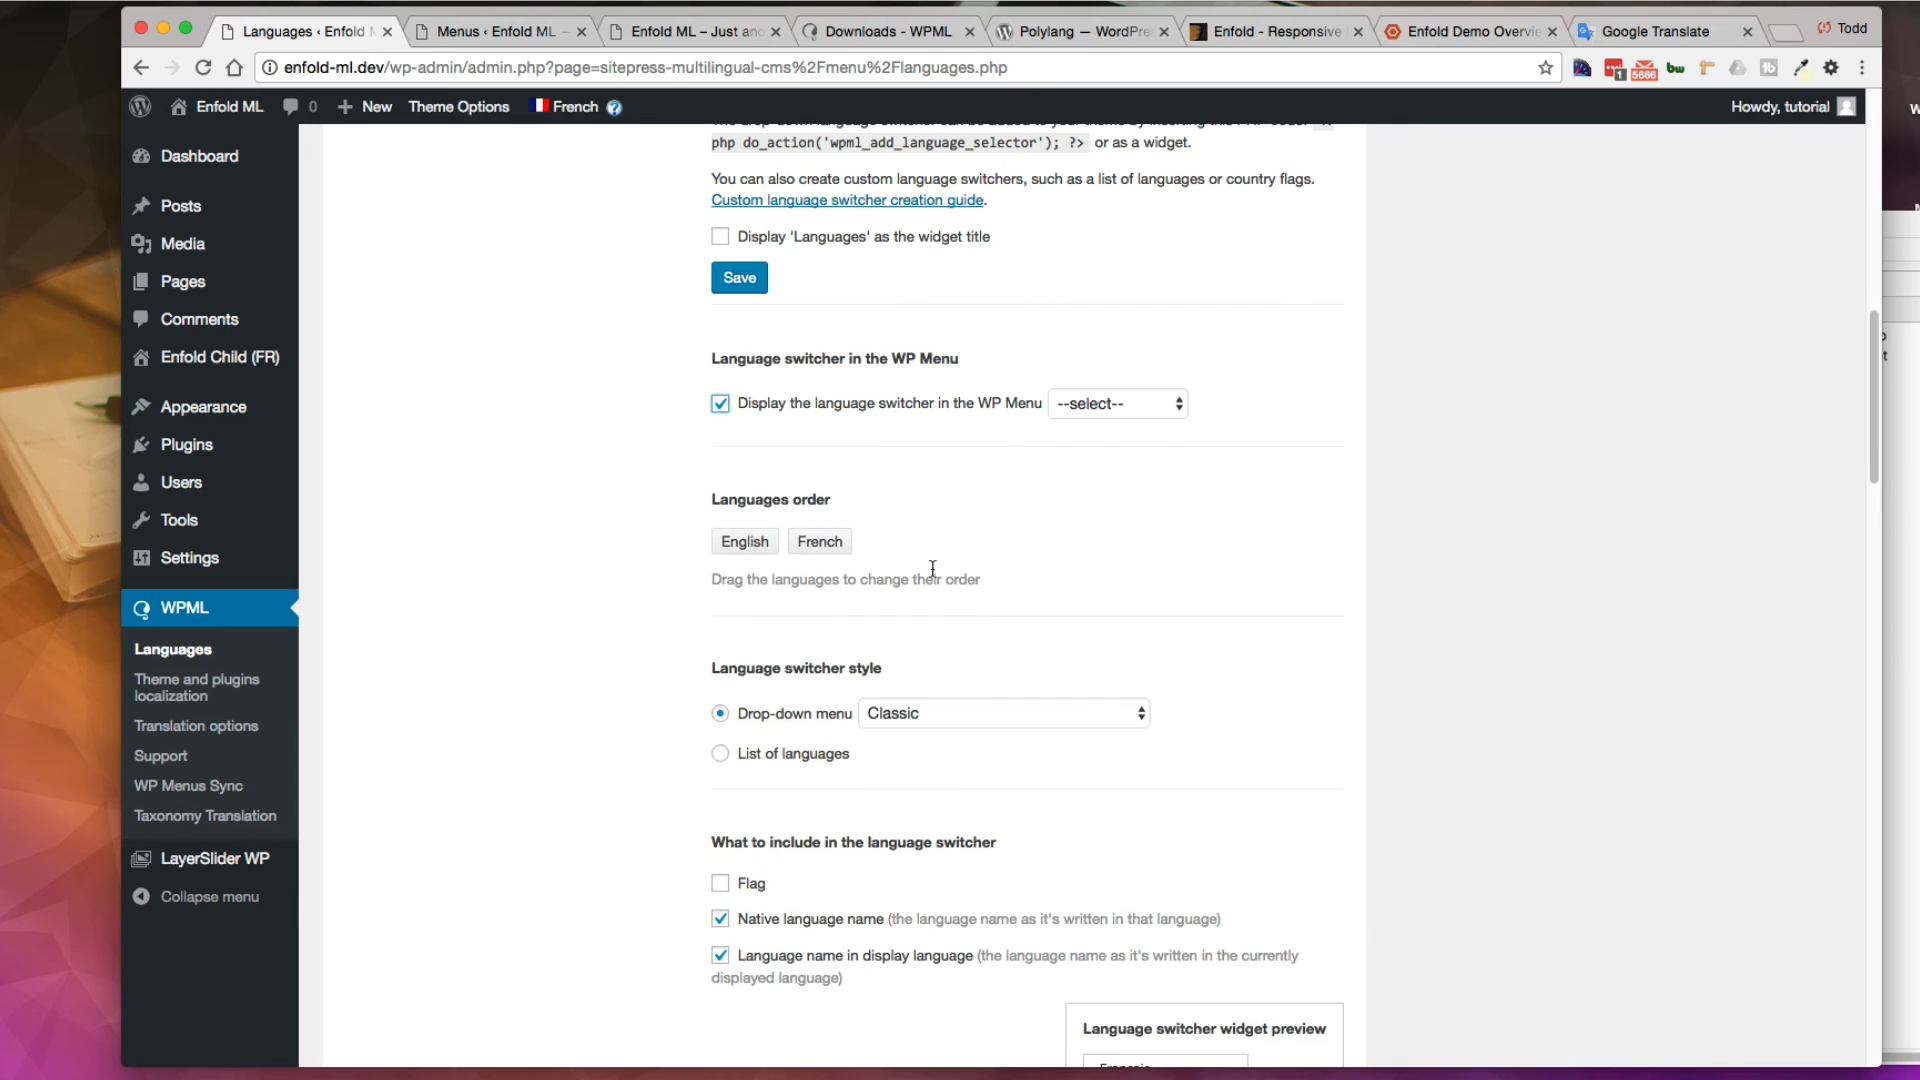 Languages ‹ Enfold M
Menus ‹ Enfold ML –
Enfold ML – Just ano
Downloads - WPML
Polylang — WordPre
Enfold - Responsive
Enfold Demo Overvie
Google Translate
Todd
enfold-ml.dev/wp-admin/admin.php?page=sitepress-multilingual-cms%2Fmenu%2Flanguages.php
1
5666
bw
Enfold ML
0
New
Theme Options
French
Howdy, tutorial
Dashboard
Posts
Media
Pages
Comments
Enfold Child (FR)
Appearance
Plugins
Users
Tools
Settings
WPML
Languages
Theme and plugins
localization
Translation options
Support
WP Menus Sync
Taxonomy Translation
LayerSlider WP
Collapse menu
php do_action('wpml_add_language_selector'); ?> or as a widget.
You can also create custom language switchers, such as a list of languages or country flags.
Custom language switcher creation guide.
Display 'Languages' as the widget title
Save
Language switcher in the WP Menu
Display the language switcher in the WP Menu --select--
Languages order
English French
Drag the languages to change their order
Language switcher style
Drop-down menu Classic
List of languages
What to include in the language switcher
Flag
Native language name (the language name as it's written in that language)
Language name in display language (the language name as it's written in the currently
displayed language)
Language switcher widget preview